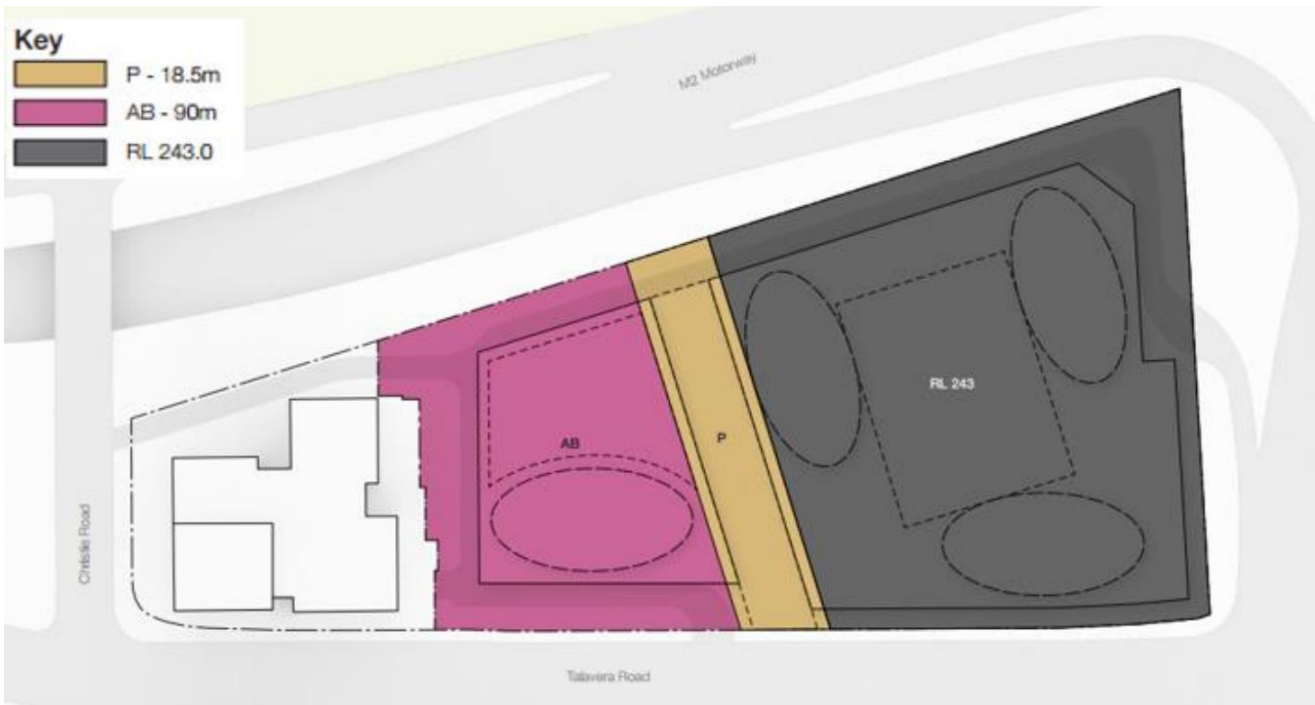 Key
P - 18.5m
AB - 90m
RL 243.0
M2 Motorway
RL 243
P
AB
Christie Road
Talavera Road